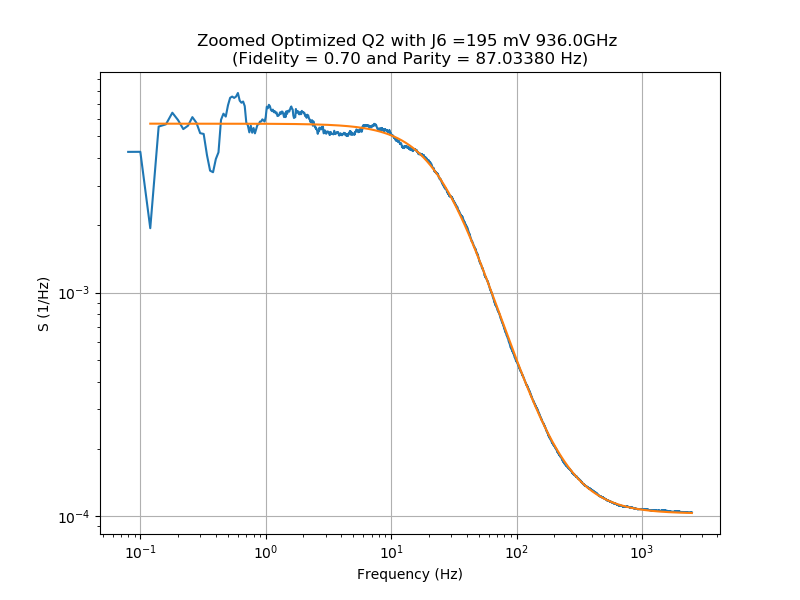 Zoomed Optimized Q2 with J6 =195 mV 936.0GHz
(Fidelity = 0.70 and Parity = 87.03380 Hz)
S (1/Hz)
10⁻³
10⁻⁴
10⁻¹ 10⁰ 10¹ 10² 10³
Frequency (Hz)